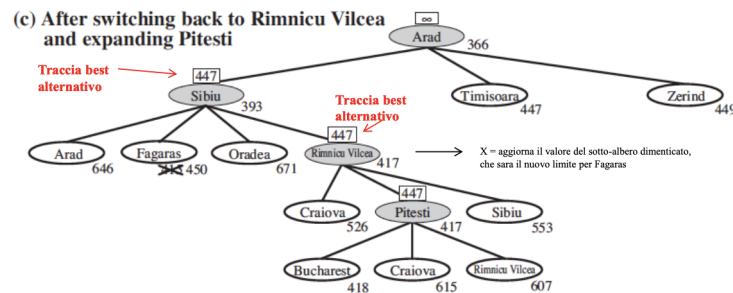 (c) After switching back to Rimnicu Vilcea
and expanding Pitesti
∞
Arad
366
Traccia best
alternativo
447
Sibiu
393
Timisoara
447
Zerind
449
Traccia best
alternativo
447
Arad
646
Fagaras
415 450
Oradea
671
Rimnicu Vilcea
417
X = aggiorna il valore del sotto-albero dimenticato,
che sara il nuovo limite per Fagaras
447
Craiova
526
Pitesti
417
Sibiu
553
Bucharest
418
Craiova
615
Rimnicu Vilcea
607